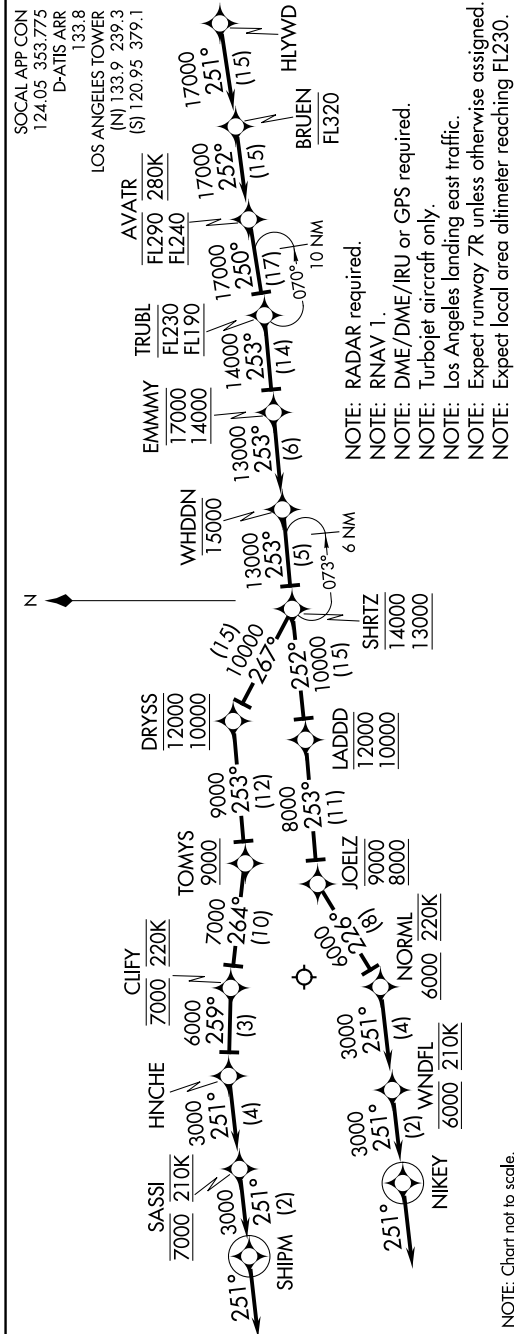 SOCAL APP CON
124.05 353.775
D-ATIS ARR
133.8
LOS ANGELES TOWER
(N) 133.9 239.3
(S) 120.95 379.1
N
HLYWD
17000
251°
(15)
BRUEN
FL320
17000
252°
(15)
AVATR
FL290 280K
FL240
17000
250°
(17)
070°
10 NM
TRUBL
FL230
FL190
14000
253°
(14)
EMMMY
17000
14000
13000
253°
(6)
WHDDN
15000
13000
253°
(5)
073°
6 NM
SHRTZ
14000
13000
(15)
10000
267°
DRYSS
12000
10000
9000
253°
(12)
TOMYS
9000
7000
264°
(10)
CLIFY
7000 220K
6000
259°
(3)
HNCHE
3000
251°
(4)
SASSI
7000 210K
3000
251°
(2)
SHIPM
251°
252°
10000
(15)
LADDD
12000
10000
8000
253°
(11)
JOELZ
9000
8000
6000
226°
(8)
NORML
6000 220K
3000
251°
(4)
WNDFL
6000 210K
3000
251°
(2)
NIKEY
251°
NOTE: RADAR required.
NOTE: RNAV 1.
NOTE: DME/DME/IRU or GPS required.
NOTE: Turbojet aircraft only.
NOTE: Los Angeles landing east traffic.
NOTE: Expect runway 7R unless otherwise assigned.
NOTE: Expect local area altimeter reaching FL230.
NOTE: Chart not to scale.